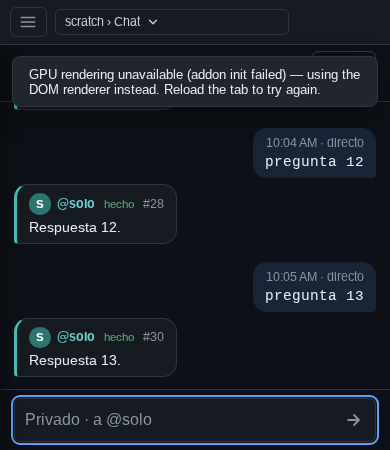 scratch › Chat
GPU rendering unavailable (addon init failed) — using the
DOM renderer instead. Reload the tab to try again.
10:04 AM · directo
pregunta 12
S @solo hecho #28
Respuesta 12.
10:05 AM · directo
pregunta 13
S @solo hecho #30
Respuesta 13.
Privado · a @solo